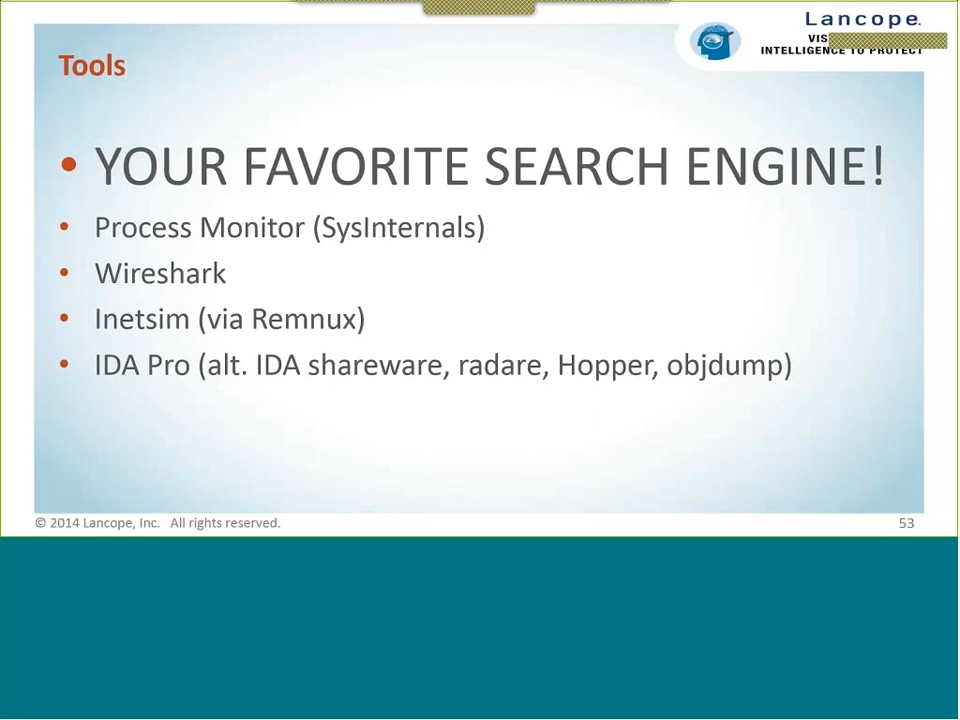 Lancope.
INTELLIGENCE TO PROTECT
Tools
• YOUR FAVORITE SEARCH ENGINE!
• Process Monitor (SysInternals)
• Wireshark
• Inetsim (via Remnux)
• IDA Pro (alt. IDA shareware, radare, Hopper, objdump)
© 2014 Lancope, Inc. All rights reserved.
53